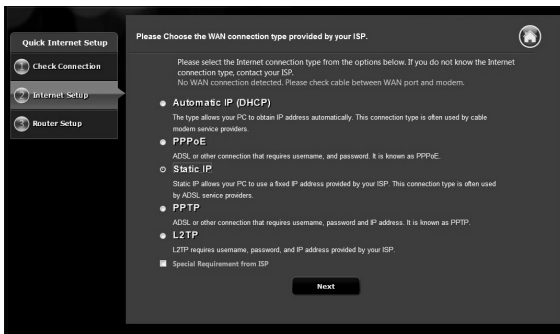 Quick Internet Setup
1 Check Connection
2 Internet Setup
3 Router Setup
Please Choose the WAN connection type provided by your ISP.
Please select the Internet connection type from the options below. If you do not know the Internet
connection type, contact your ISP.
No WAN connection detected. Please check cable between WAN port and modem.
Automatic IP (DHCP)
The type allows your PC to obtain IP address automatically. This connection type is often used by cable
modem service providers.
PPPoE
ADSL or other connection that requires username, and password. It is known as PPPoE.
Static IP
Static IP allows your PC to use a fixed IP address provided by your ISP. This connection type is often used
by ADSL service providers.
PPTP
ADSL or other connection that requires username, password and IP address. It is known as PPTP.
L2TP
L2TP requires username, password, and IP address provided by your ISP.
Special Requirement from ISP
Next